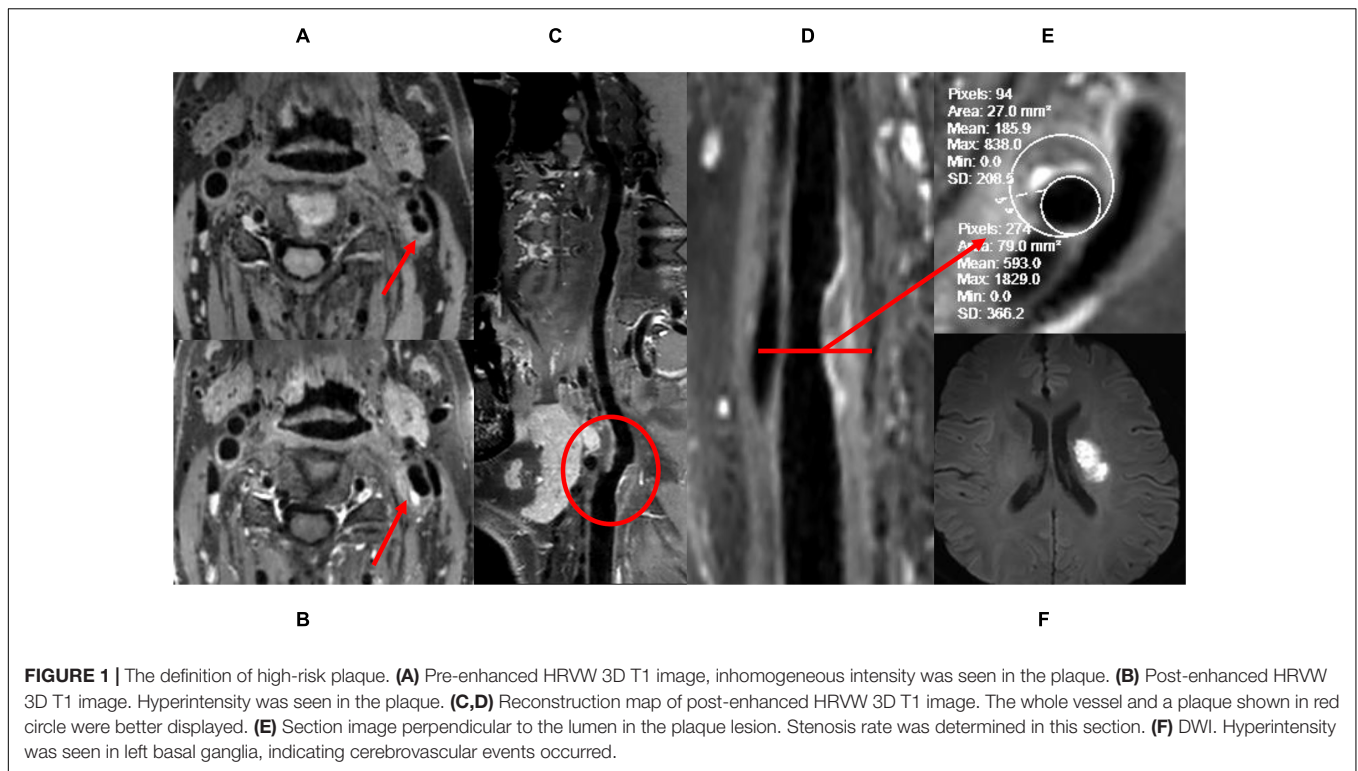 A
C
D
E
Pixels: 94
Area: 27.0 mm²
Mean: 185.9
Max: 838.0
Min: 0.0
SD: 208.5
Pixels: 274
Area: 79.0 mm²
Mean: 593.0
Max: 1829.0
Min: 0.0
SD: 366.2
B
F
FIGURE 1 | The definition of high-risk plaque. (A) Pre-enhanced HRVW 3D T1 image, inhomogeneous intensity was seen in the plaque. (B) Post-enhanced HRVW
3D T1 image. Hyperintensity was seen in the plaque. (C,D) Reconstruction map of post-enhanced HRVW 3D T1 image. The whole vessel and a plaque shown in red
circle were better displayed. (E) Section image perpendicular to the lumen in the plaque lesion. Stenosis rate was determined in this section. (F) DWI. Hyperintensity
was seen in left basal ganglia, indicating cerebrovascular events occurred.